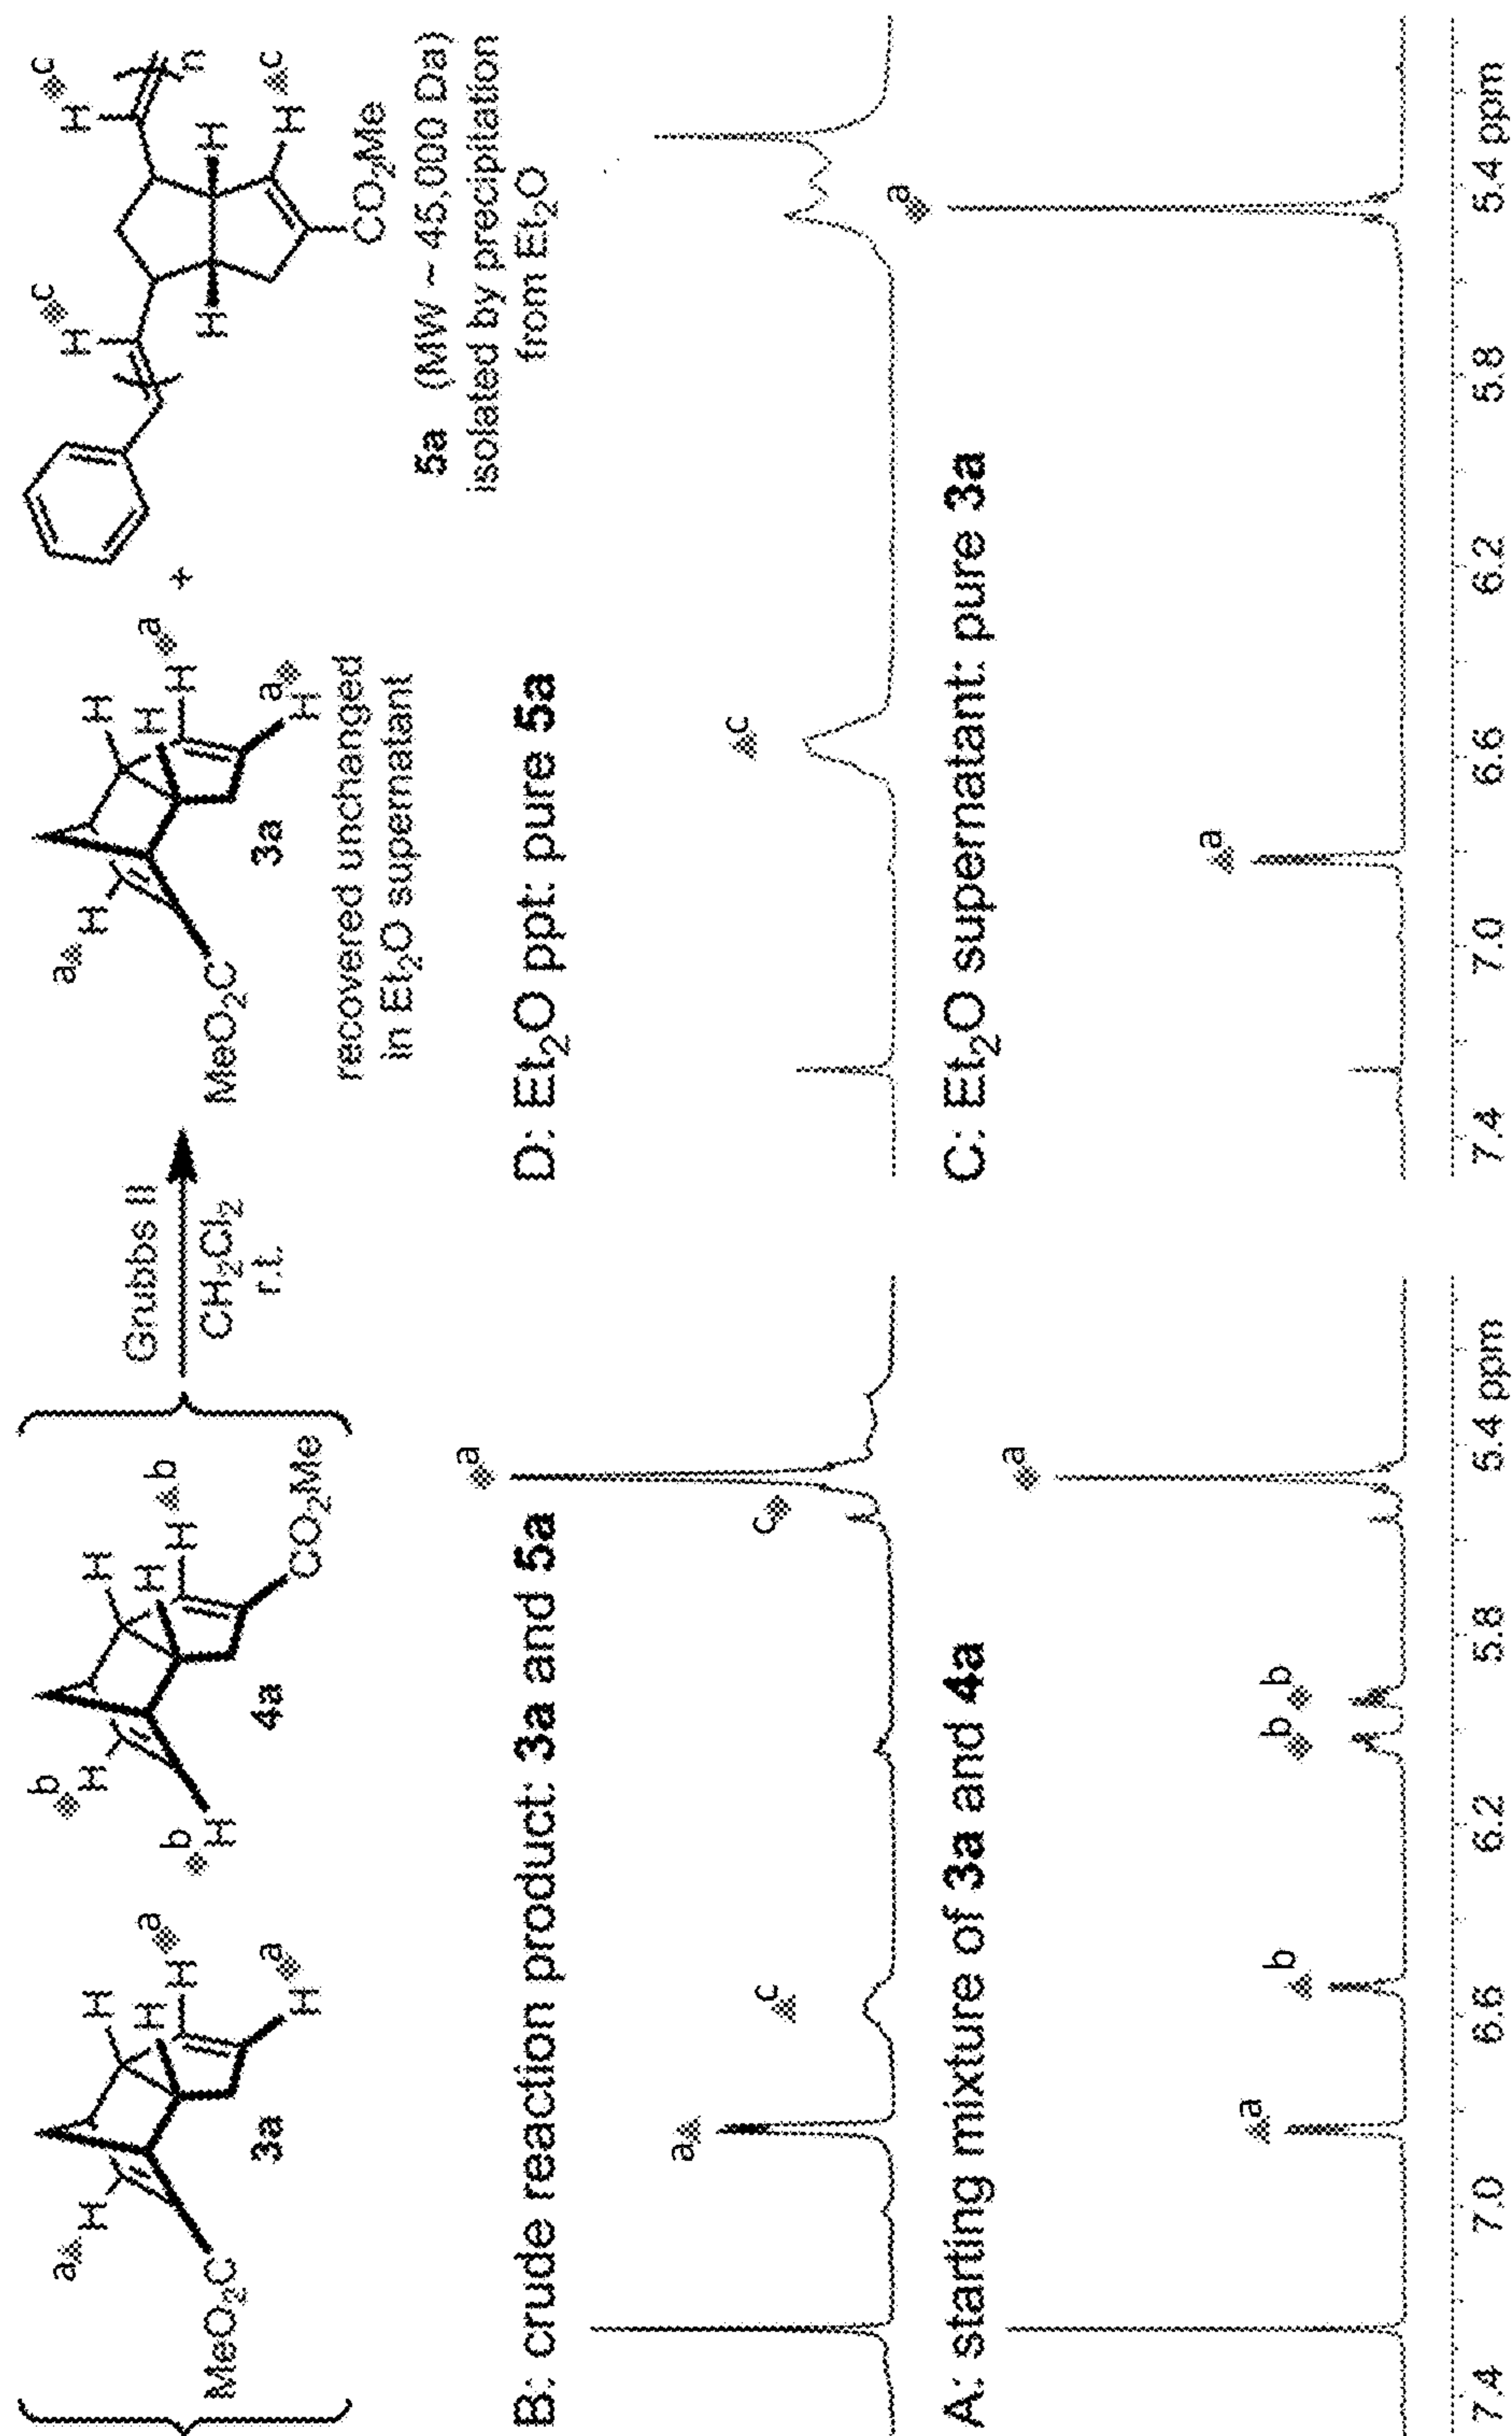 a H
H
H
H a
H a
MeO₂C
3a
b H
H
H
H b
b H
CO₂Me
4a
Grubbs II
CH₂Cl₂
r.t.
a H
H
H
H a
a H
MeO₂C
3a
recovered unchanged
in Et₂O supernatant
+
H c
H c
n
H
H
H c
CO₂Me
5a (MW ~ 45,000 Da)
isolated by precipitation
from Et₂O
B: crude reaction product: 3a and 5a
a
c
c
a
D: Et₂O ppt: pure 5a
c
A: starting mixture of 3a and 4a
a
b
b
b
a
7.4 7.0 6.6 6.2 5.8 5.4 ppm
C: Et₂O supernatant: pure 3a
a
a
7.4 7.0 6.6 6.2 5.8 5.4 ppm